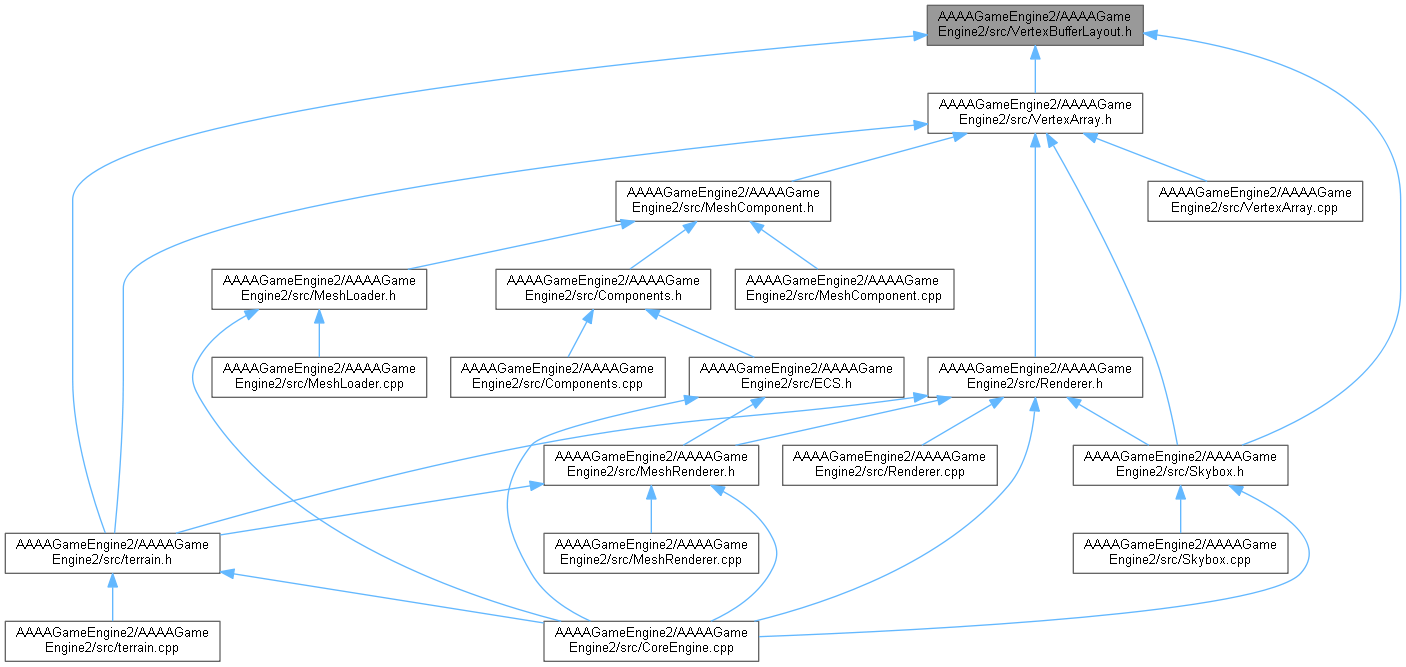 AAAAGameEngine2/AAAAGame
Engine2/src/VertexBufferLayout.h
AAAAGameEngine2/AAAAGame
Engine2/src/VertexArray.h
AAAAGameEngine2/AAAAGame
Engine2/src/MeshComponent.h
AAAAGameEngine2/AAAAGame
Engine2/src/VertexArray.cpp
AAAAGameEngine2/AAAAGame
Engine2/src/MeshLoader.h
AAAAGameEngine2/AAAAGame
Engine2/src/Components.h
AAAAGameEngine2/AAAAGame
Engine2/src/MeshComponent.cpp
AAAAGameEngine2/AAAAGame
Engine2/src/MeshLoader.cpp
AAAAGameEngine2/AAAAGame
Engine2/src/Components.cpp
AAAAGameEngine2/AAAAGame
Engine2/src/ECS.h
AAAAGameEngine2/AAAAGame
Engine2/src/Renderer.h
AAAAGameEngine2/AAAAGame
Engine2/src/MeshRenderer.h
AAAAGameEngine2/AAAAGame
Engine2/src/Renderer.cpp
AAAAGameEngine2/AAAAGame
Engine2/src/Skybox.h
AAAAGameEngine2/AAAAGame
Engine2/src/terrain.h
AAAAGameEngine2/AAAAGame
Engine2/src/MeshRenderer.cpp
AAAAGameEngine2/AAAAGame
Engine2/src/Skybox.cpp
AAAAGameEngine2/AAAAGame
Engine2/src/terrain.cpp
AAAAGameEngine2/AAAAGame
Engine2/src/CoreEngine.cpp